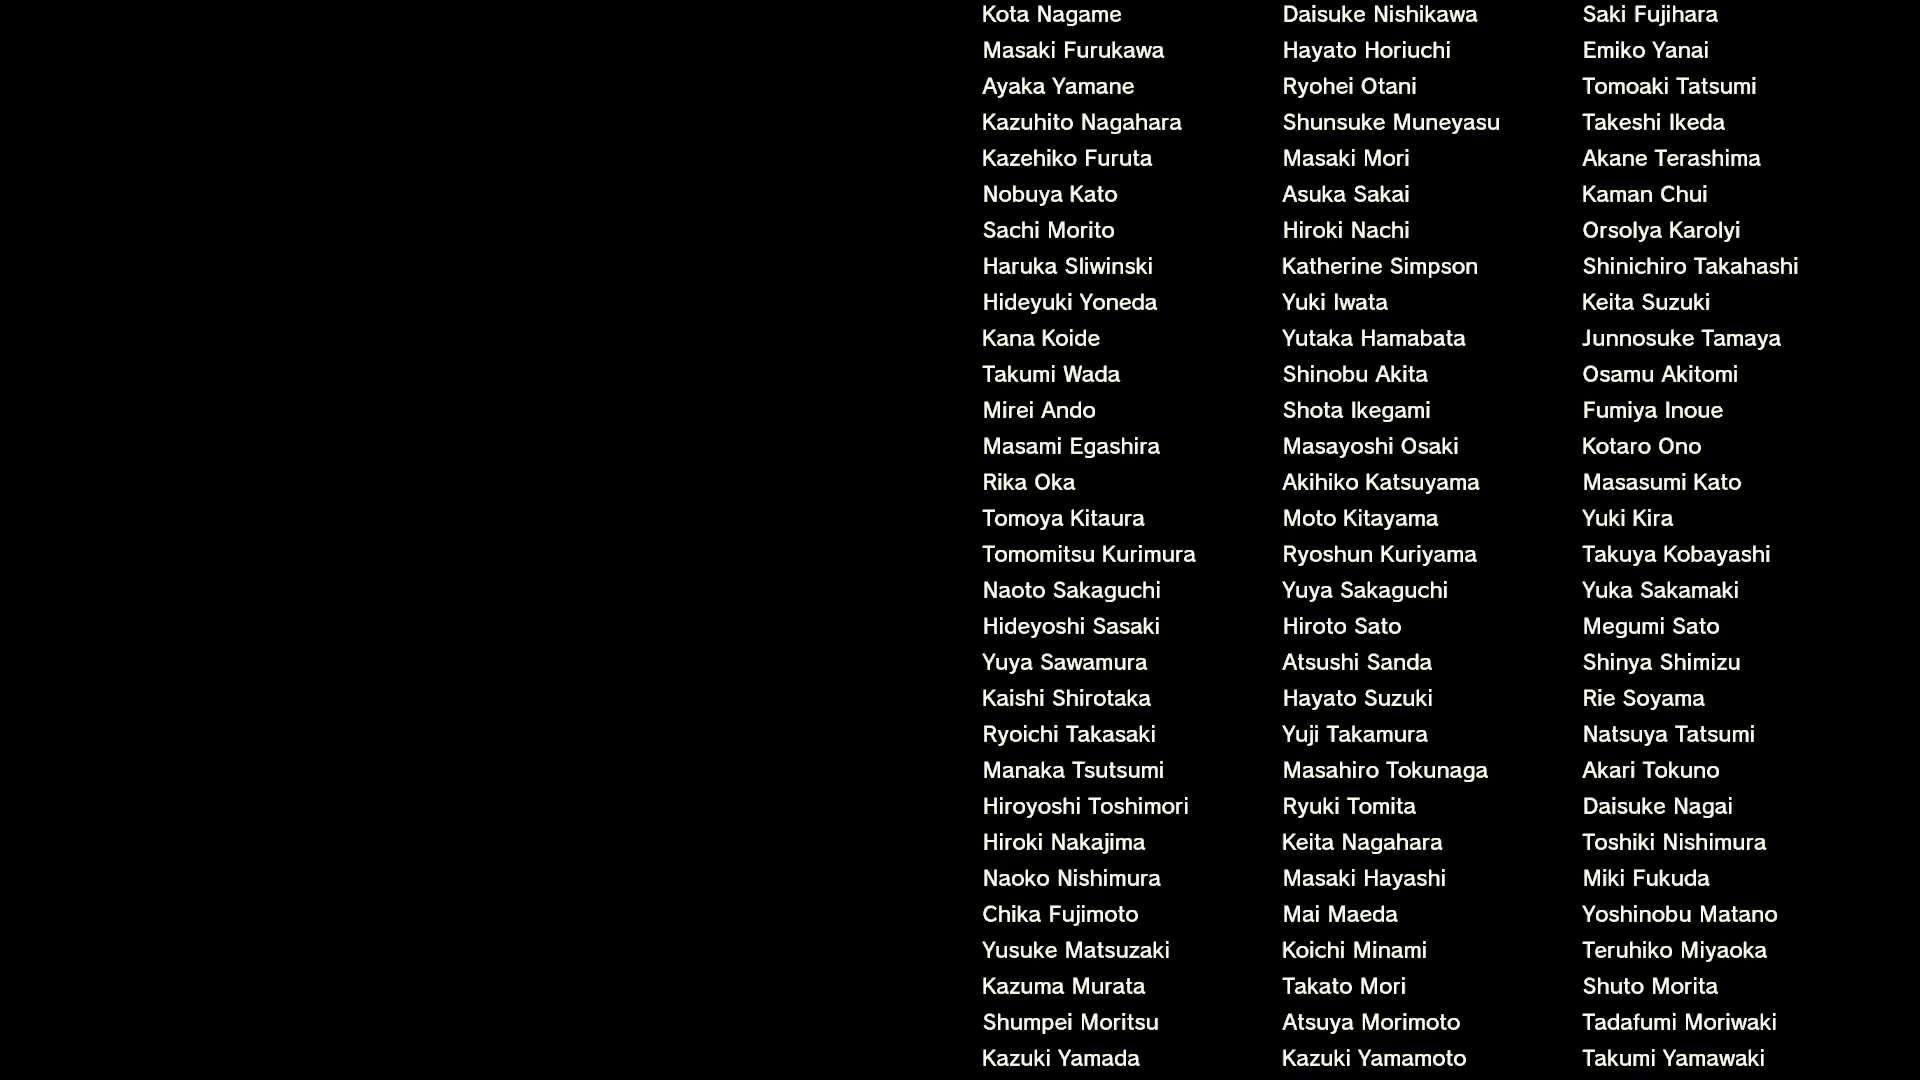 Kota Nagame Daisuke Nishikawa Saki Fujihara
Masaki Furukawa Hayato Horiuchi Emiko Yanai
Ayaka Yamane Ryohei Otani Tomoaki Tatsumi
Kazuhito Nagahara Shunsuke Muneyasu Takeshi Ikeda
Kazehiko Furuta Masaki Mori Akane Terashima
Nobuya Kato Asuka Sakai Kaman Chui
Sachi Morito Hiroki Nachi Orsolya Karolyi
Haruka Sliwinski Katherine Simpson Shinichiro Takahashi
Hideyuki Yoneda Yuki Iwata Keita Suzuki
Kana Koide Yutaka Hamabata Junnosuke Tamaya
Takumi Wada Shinobu Akita Osamu Akitomi
Mirei Ando Shota Ikegami Fumiya Inoue
Masami Egashira Masayoshi Osaki Kotaro Ono
Rika Oka Akihiko Katsuyama Masasumi Kato
Tomoya Kitaura Moto Kitayama Yuki Kira
Tomomitsu Kurimura Ryoshun Kuriyama Takuya Kobayashi
Naoto Sakaguchi Yuya Sakaguchi Yuka Sakamaki
Hideyoshi Sasaki Hiroto Sato Megumi Sato
Yuya Sawamura Atsushi Sanda Shinya Shimizu
Kaishi Shirotaka Hayato Suzuki Rie Soyama
Ryoichi Takasaki Yuji Takamura Natsuya Tatsumi
Manaka Tsutsumi Masahiro Tokunaga Akari Tokuno
Hiroyoshi Toshimori Ryuki Tomita Daisuke Nagai
Hiroki Nakajima Keita Nagahara Toshiki Nishimura
Naoko Nishimura Masaki Hayashi Miki Fukuda
Chika Fujimoto Mai Maeda Yoshinobu Matano
Yusuke Matsuzaki Koichi Minami Teruhiko Miyaoka
Kazuma Murata Takato Mori Shuto Morita
Shumpei Moritsu Atsuya Morimoto Tadafumi Moriwaki
Kazuki Yamada Kazuki Yamamoto Takumi Yamawaki